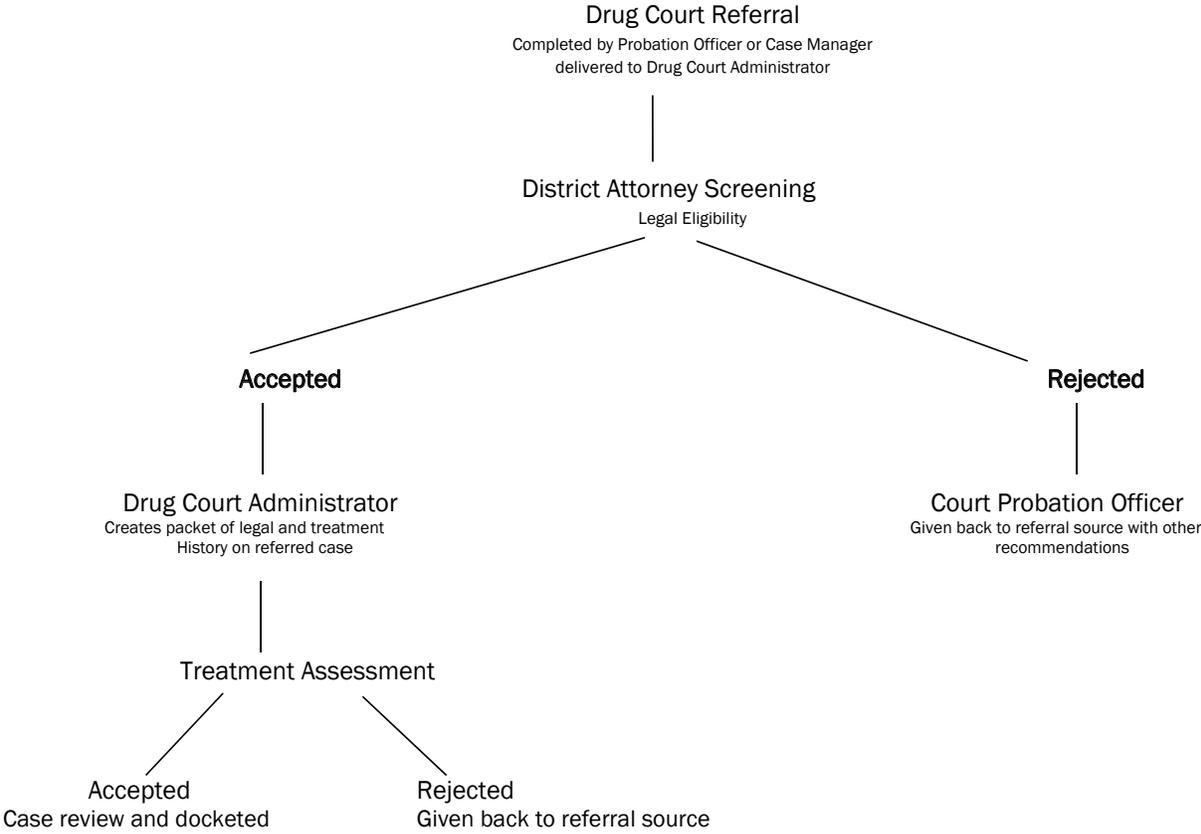 Drug Court Referral
Completed by Probation Officer or Case Manager
delivered to Drug Court Administrator
District Attorney Screening
Legal Eligibility
Accepted
Rejected
Drug Court Administrator
Creates packet of legal and treatment
History on referred case
Court Probation Officer
Given back to referral source with other
recommendations
Treatment Assessment
Accepted
Case review and docketed
Rejected
Given back to referral source